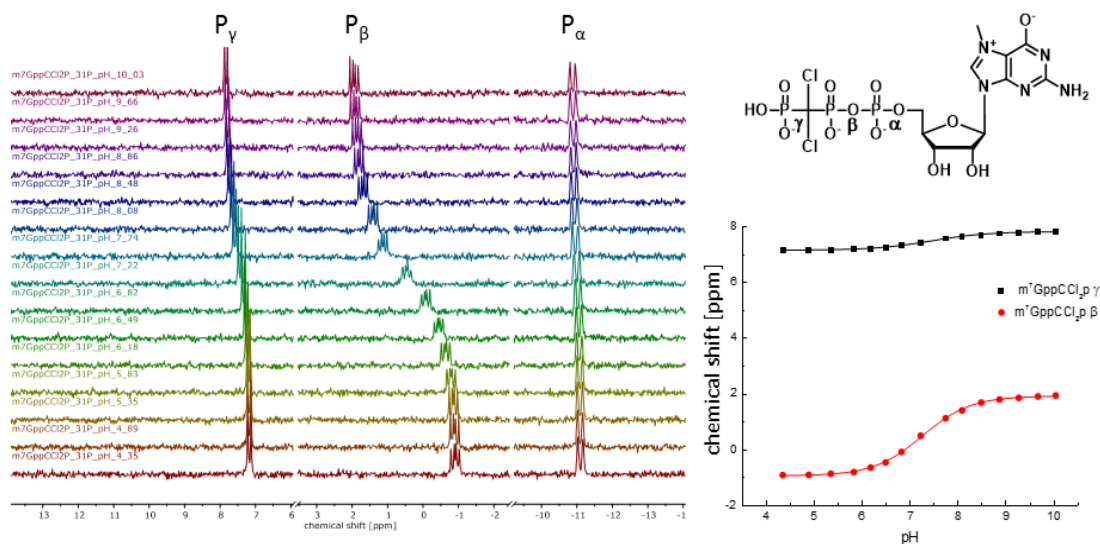 Pγ Pβ Pα
m7GppCCl2P_31P_pH_10_03
m7GppCCl2P_31P_pH_9_66
m7GppCCl2P_31P_pH_9_26
m7GppCCl2P_31P_pH_8_86
m7GppCCl2P_31P_pH_8_48
m7GppCCl2P_31P_pH_8_08
m7GppCCl2P_31P_pH_7_74
m7GppCCl2P_31P_pH_7_22
m7GppCCl2P_31P_pH_6_82
m7GppCCl2P_31P_pH_6_49
m7GppCCl2P_31P_pH_6_18
m7GppCCl2P_31P_pH_5_83
m7GppCCl2P_31P_pH_5_35
m7GppCCl2P_31P_pH_4_89
m7GppCCl2P_31P_pH_4_35
13 12 11 10 9 8 7 6 3 2 1 0 -1 -2 -10 -11 -12 -13 -1
chemical shift [ppm]
O-
N+ N
N N NH2
Cl
O O O
HO P P O P O
O- γ O- β O- α O
Cl
OH OH
8
6
4
2
0
-2
chemical shift [ppm]
m7GppCCl2p γ
m7GppCCl2p β
4 5 6 7 8 9 10
pH